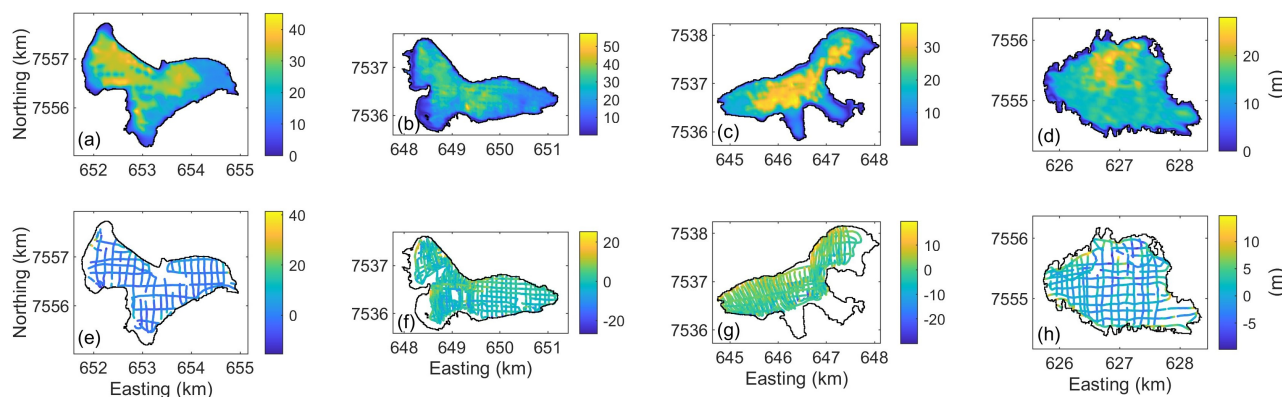 Northing (km)
7557
7556
(a)
652 653 654 655
40
30
20
10
0
7537
7536
(b)
648 649 650 651
50
40
30
20
10
7538
7537
7536
(c)
645 646 647 648
30
20
10
7556
7555
(d)
626 627 628
20
10
0
(m)
Northing (km)
7557
7556
(e)
652 653 654 655
Easting (km)
40
20
0
7537
7536
(f)
648 649 650 651
Easting (km)
20
0
-20
7538
7537
7536
(g)
645 646 647 648
Easting (km)
10
0
-10
-20
7556
7555
(h)
626 627 628
Easting (km)
10
5
0
-5
(m)